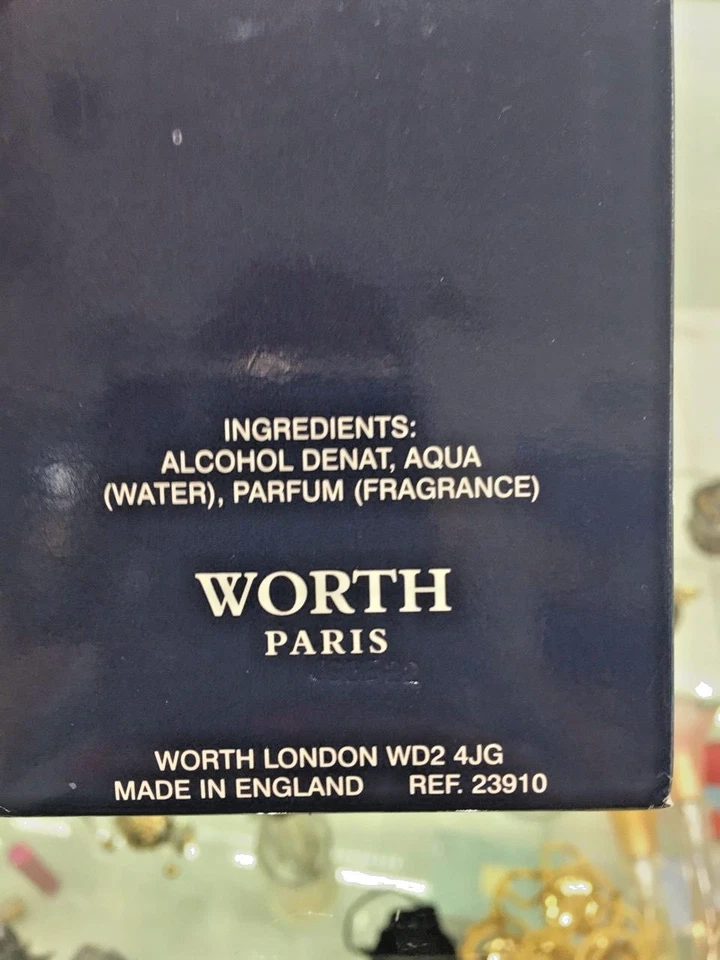 INGREDIENTS:
ALCOHOL DENAT, AQUA
(WATER), PARFUM (FRAGRANCE)
WORTH
PARIS
WORTH LONDON WD2 4JG
MADE IN ENGLAND REF. 23910